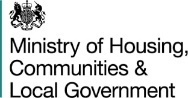 Ministry of Housing,
Communities &
Local Government